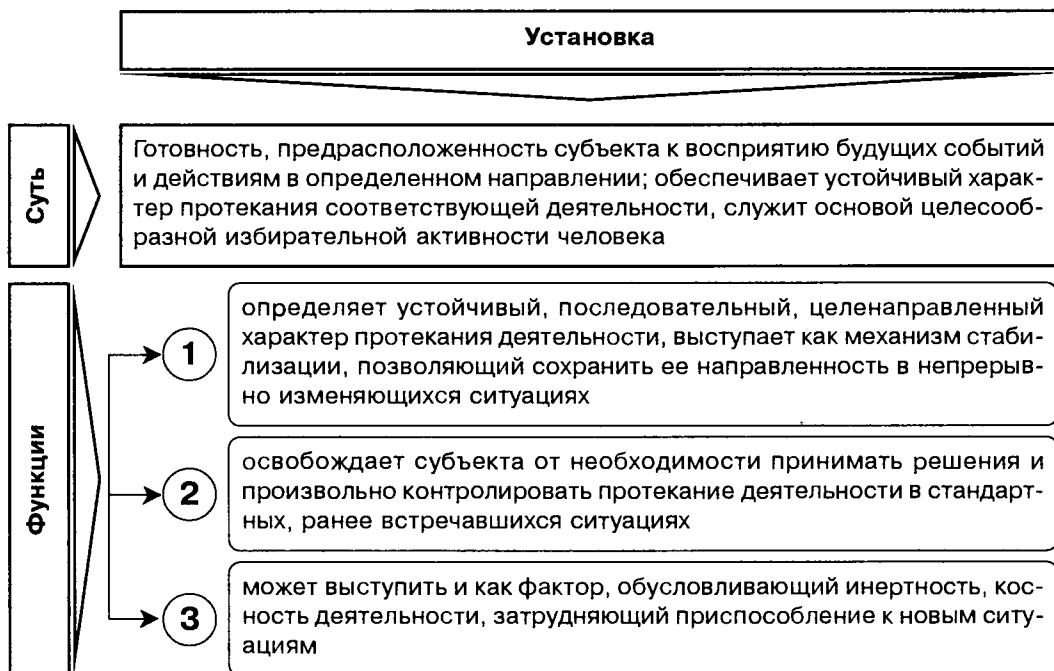 Установка
Суть
Готовность, предрасположенность субъекта к восприятию будущих событий
и действиям в определенном направлении; обеспечивает устойчивый харак-
тер протекания соответствующей деятельности, служит основой целесооб-
разной избирательной активности человека
Функции
1
определяет устойчивый, последовательный, целенаправленный
характер протекания деятельности, выступает как механизм стаби-
лизации, позволяющий сохранить ее направленность в непрерыв-
но изменяющихся ситуациях
2
освобождает субъекта от необходимости принимать решения и
произвольно контролировать протекание деятельности в стандарт-
ных, ранее встречавшихся ситуациях
3
может выступить и как фактор, обусловливающий инертность, кос-
ность деятельности, затрудняющий приспособление к новым ситу-
ациям